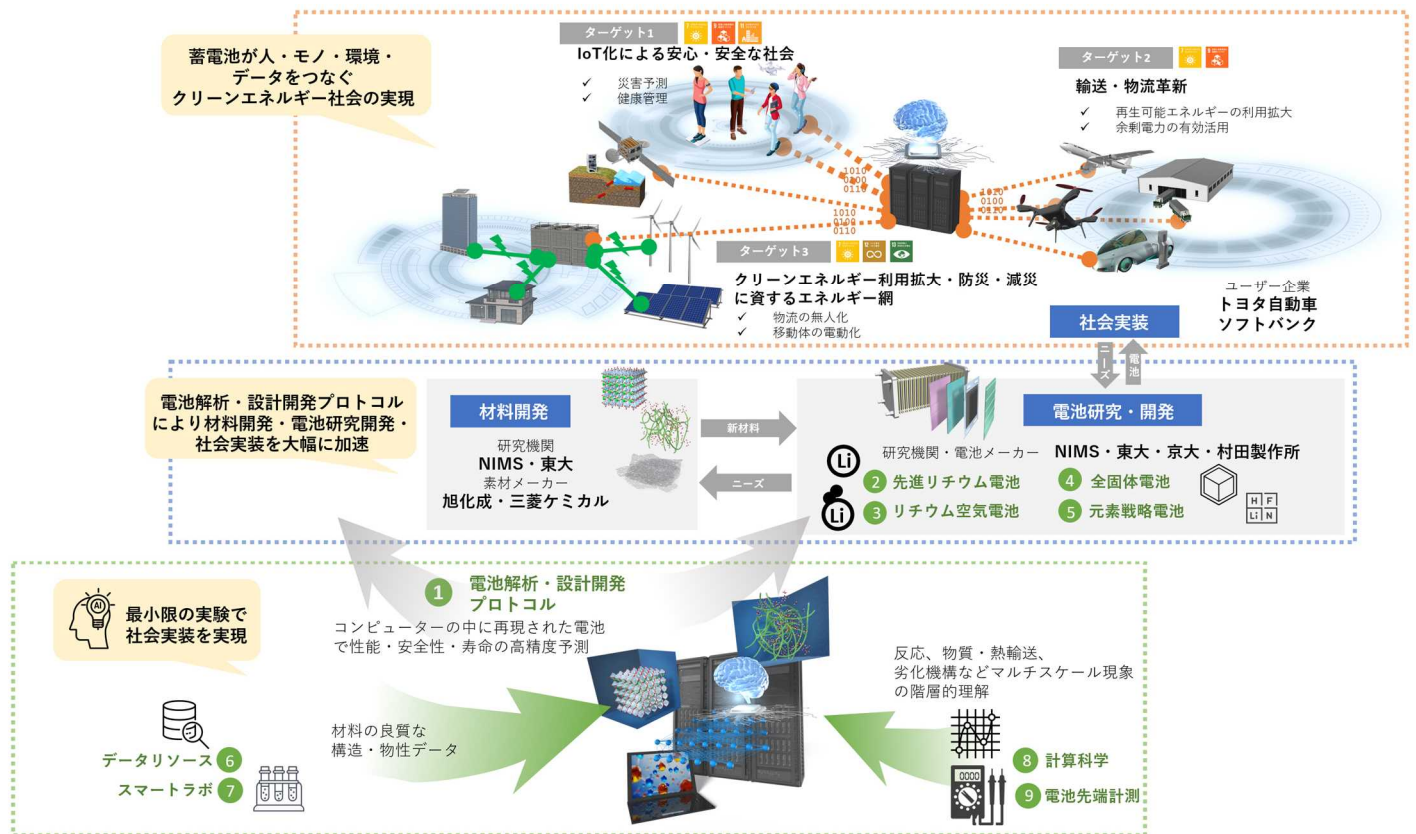 蓄電池が人・モノ・環境・
データをつなぐ
クリーンエネルギー社会の実現
ターゲット1
IoT化による安心・安全な社会
✓ 災害予測
✓ 健康管理
ターゲット2
輸送・物流革新
✓ 再生可能エネルギーの利用拡大
✓ 余剰電力の有効活用
1010
0100
0110
1010
0100
0110
1010
0100
0110
ターゲット3
クリーンエネルギー利用拡大・防災・減災
に資するエネルギー網
✓ 物流の無人化
✓ 移動体の電動化
ユーザー企業
トヨタ自動車
ソフトバンク
社会実装
ニーズ
電池
電池解析・設計開発プロトコル
により材料開発・電池研究開発・
社会実装を大幅に加速
材料開発
研究機関
NIMS・東大
素材メーカー
旭化成・三菱ケミカル
新材料
ニーズ
電池研究・開発
研究機関・電池メーカー
NIMS・東大・京大・村田製作所
Li
2 先進リチウム電池
Li
3 リチウム空気電池
4 全固体電池
5 元素戦略電池
H F
Li N
AI
最小限の実験で
社会実装を実現
1 電池解析・設計開発
プロトコル
コンピューターの中に再現された電池
で性能・安全性・寿命の高精度予測
反応、物質・熱輸送、
劣化機構などマルチスケール現象
の階層的理解
材料の良質な
構造・物性データ
データリソース 6
スマートラボ 7
8 計算科学
0000
9 電池先端計測